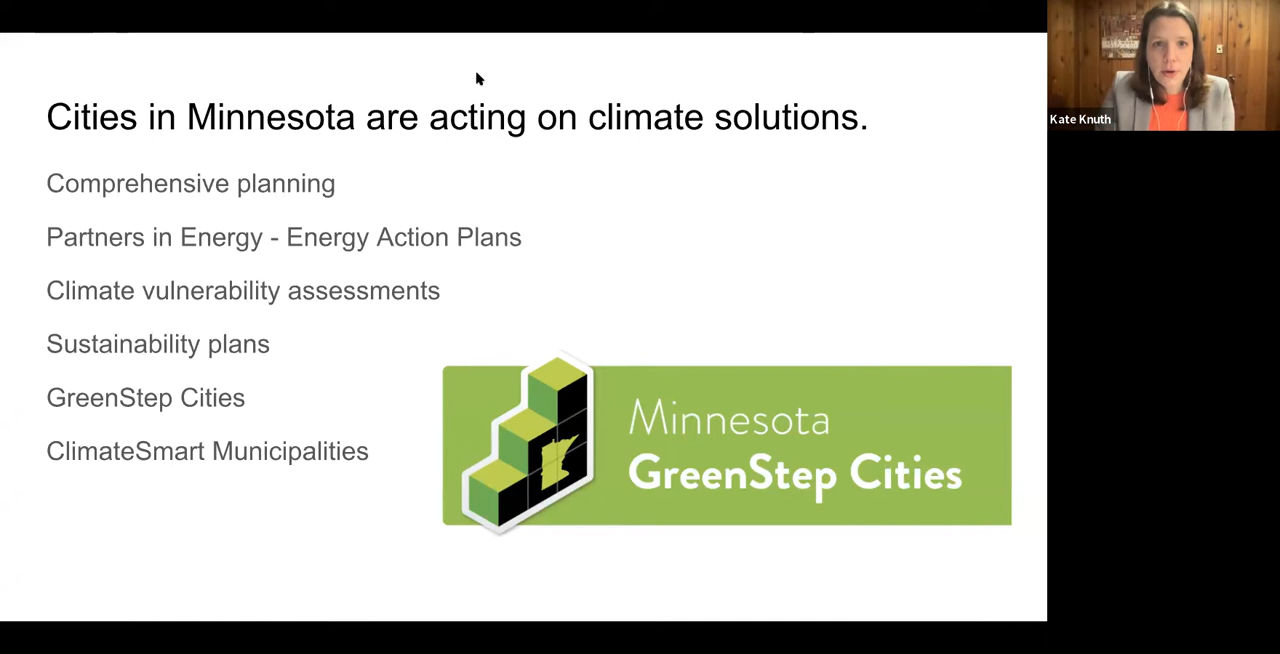 Cities in Minnesota are acting on climate solutions.
Comprehensive planning
Partners in Energy - Energy Action Plans
Climate vulnerability assessments
Sustainability plans
GreenStep Cities
ClimateSmart Municipalities
Minnesota
GreenStep Cities
Kate Knuth